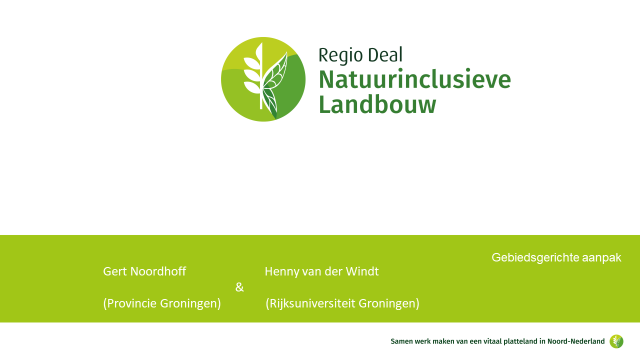 Regio Deal
Natuurinclusieve
Landbouw
Gebiedsgerichte aanpak
Gert Noordhoff Henny van der Windt
&
(Provincie Groningen) (Rijksuniversiteit Groningen)
Samen werk maken van een vitaal platteland in Noord-Nederland